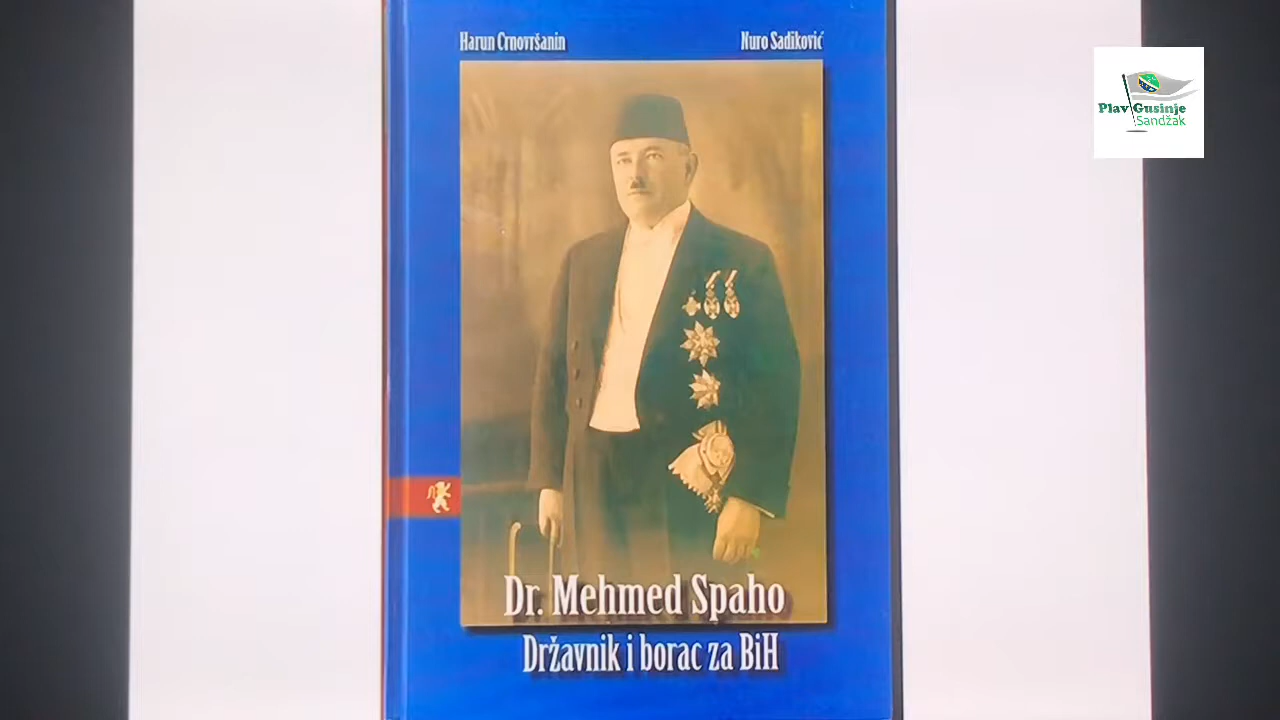 Harun Crnovršanin
Nuro Sadiković
Plav Gusinje
Sandžak
Dr. Mehmed Spaho
Državnik i borac za BiH